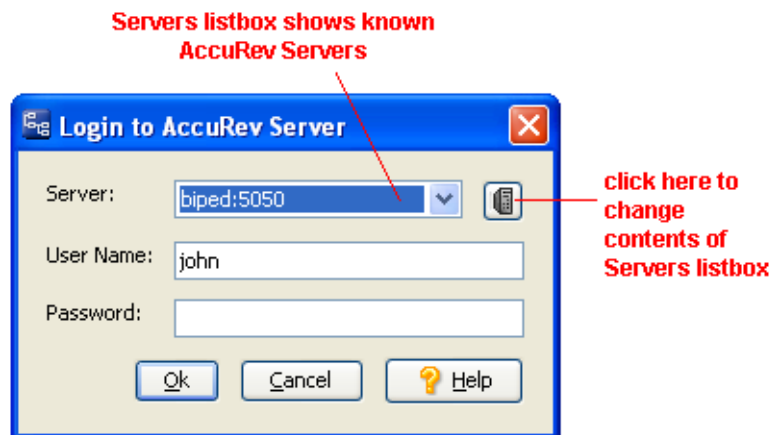 Servers listbox shows known
AccuRev Servers
Login to AccuRev Server
Server:
biped:5050
click here to
change
contents of
Servers listbox
User Name:
john
Password:
Ok
Cancel
Help